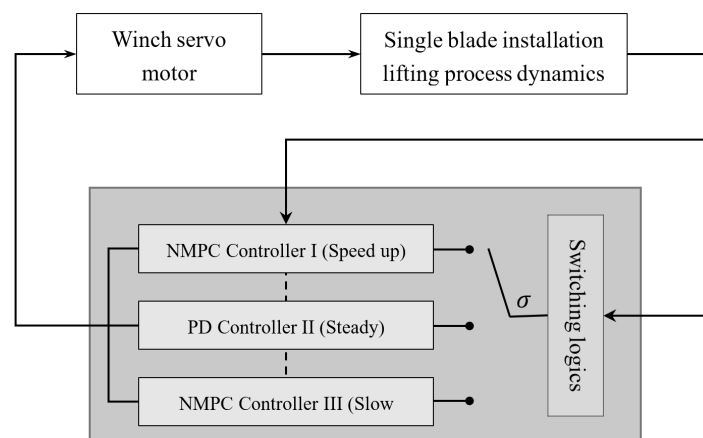 Winch servo
motor
Single blade installation
lifting process dynamics
NMPC Controller I (Speed up)
PD Controller II (Steady)
NMPC Controller III (Slow
σ
Switching logics